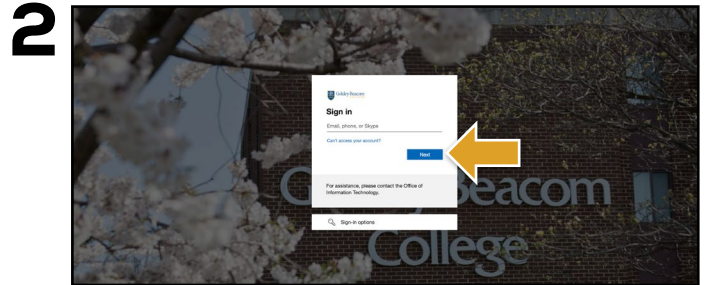 2
Goldey-Beacom
Sign in
Email, phone, or Skype
Can't access your account?
Next
For assistance, please contact the Office of
Information Technology.
Sign-in options
Beacom
College